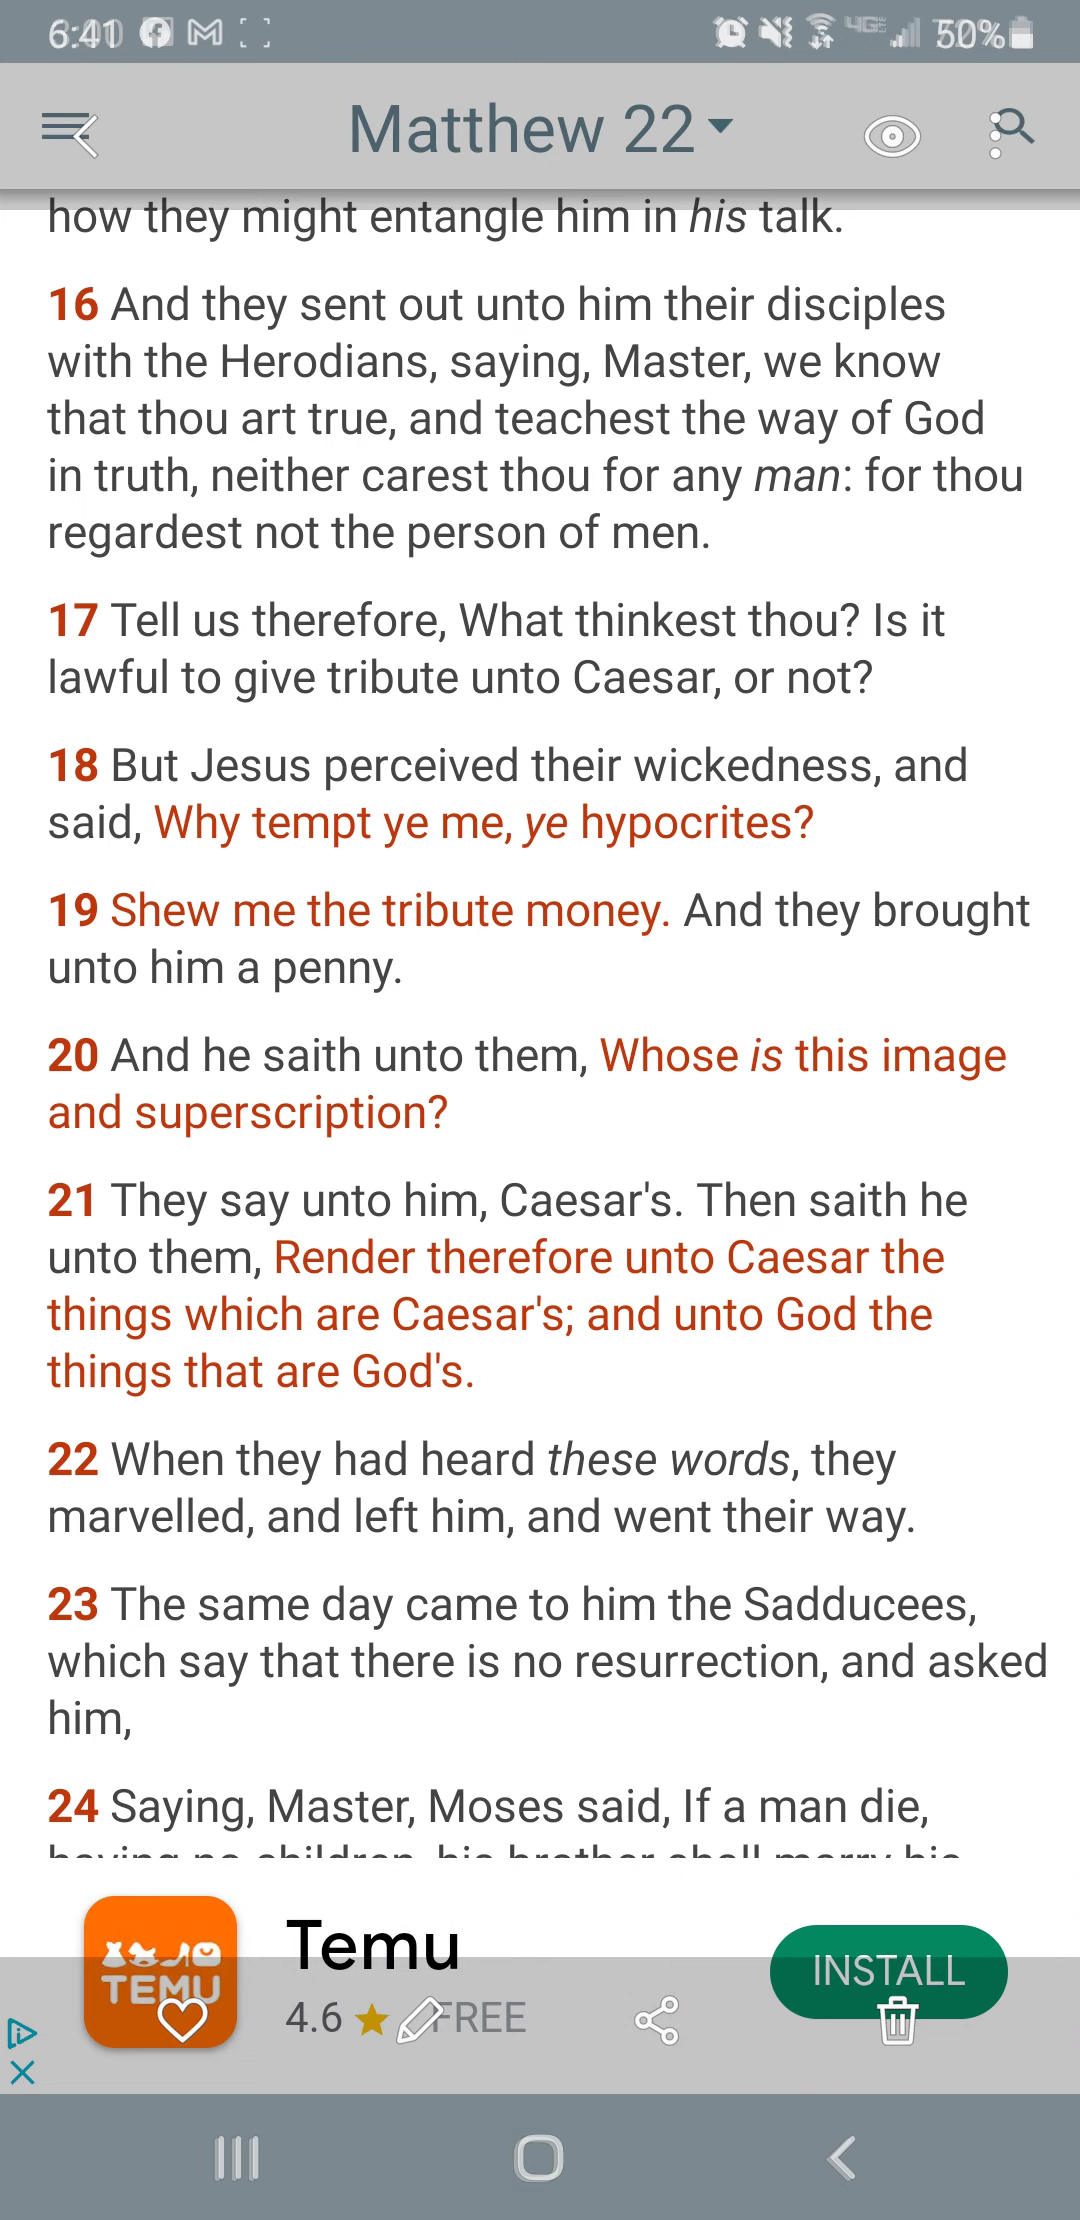 6:41
50%
Matthew 22
how they might entangle him in his talk.
16 And they sent out unto him their disciples
with the Herodians, saying, Master, we know
that thou art true, and teachest the way of God
in truth, neither carest thou for any man: for thou
regardest not the person of men.
17 Tell us therefore, What thinkest thou? Is it
lawful to give tribute unto Caesar, or not?
18 But Jesus perceived their wickedness, and
said, Why tempt ye me, ye hypocrites?
19 Shew me the tribute money. And they brought
unto him a penny.
20 And he saith unto them, Whose is this image
and superscription?
21 They say unto him, Caesar's. Then saith he
unto them, Render therefore unto Caesar the
things which are Caesar's; and unto God the
things that are God's.
22 When they had heard these words, they
marvelled, and left him, and went their way.
23 The same day came to him the Sadducees,
which say that there is no resurrection, and asked
him,
24 Saying, Master, Moses said, If a man die,
having no children, his brother shall marry his
TEMU
Temu
4.6 FREE
INSTALL